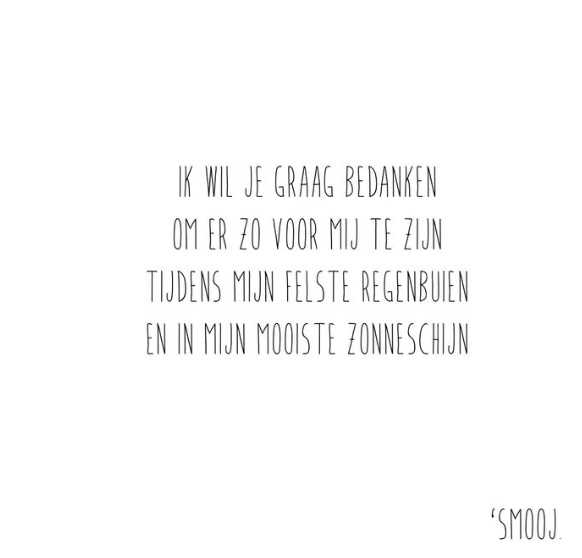 IK WIL JE GRAAG BEDANKEN
OM ER ZO VOOR MIJ TE ZIJN
TIJDENS MIJN FELSTE REGENBUIEN
EN IN MIJN MOOISTE ZONNESCHIJN
‘SMOOJ.